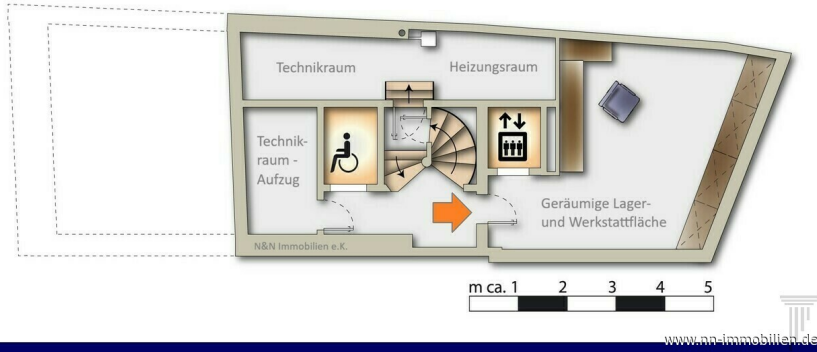 Technikraum
Heizungsraum
Technik-
raum -
Aufzug
Geräumige Lager-
und Werkstattfläche
N&N Immobilien e.K.
m ca. 1 2 3 4 5
www.nn-immobilien.de